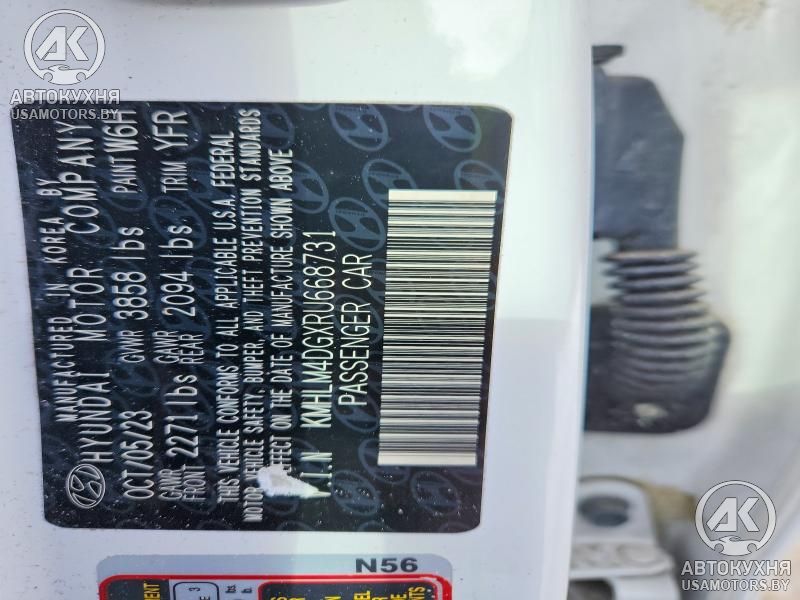 MANUFACTURED IN KOREA BY
HYUNDAI MOTOR COMPANY
OCT/05/23 GVWR 3858 lbs PAINT W6H
GAWR FRONT 2271 lbs GAWR REAR 2094 lbs TRIM YFR
THIS VEHICLE CONFORMS TO ALL APPLICABLE U.S.A. FEDERAL
MOTOR VEHICLE SAFETY, BUMPER, AND THEFT PREVENTION STANDARDS
IN EFFECT ON THE DATE OF MANUFACTURE SHOWN ABOVE
V.I.N KMHLM4DGXRU668731
PASSENGER CAR
N56
АК
АВТОКУХНЯ
USAMOTORS.BY
АК
АВТОКУХНЯ
USAMOTORS.BY